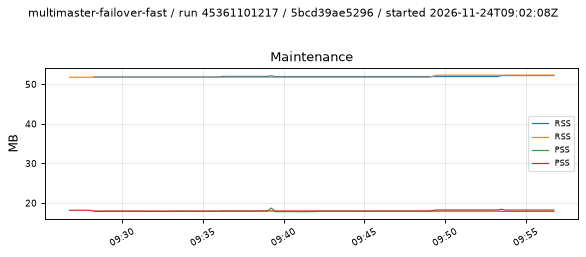 multimaster-failover-fast / run 45361101217 / 5bcd39ae5296 / started 2026-11-24T09:02:08Z
Maintenance
MB
50
40
30
20
RSS
RSS
PSS
PSS
09:30
09:35
09:40
09:45
09:50
09:55